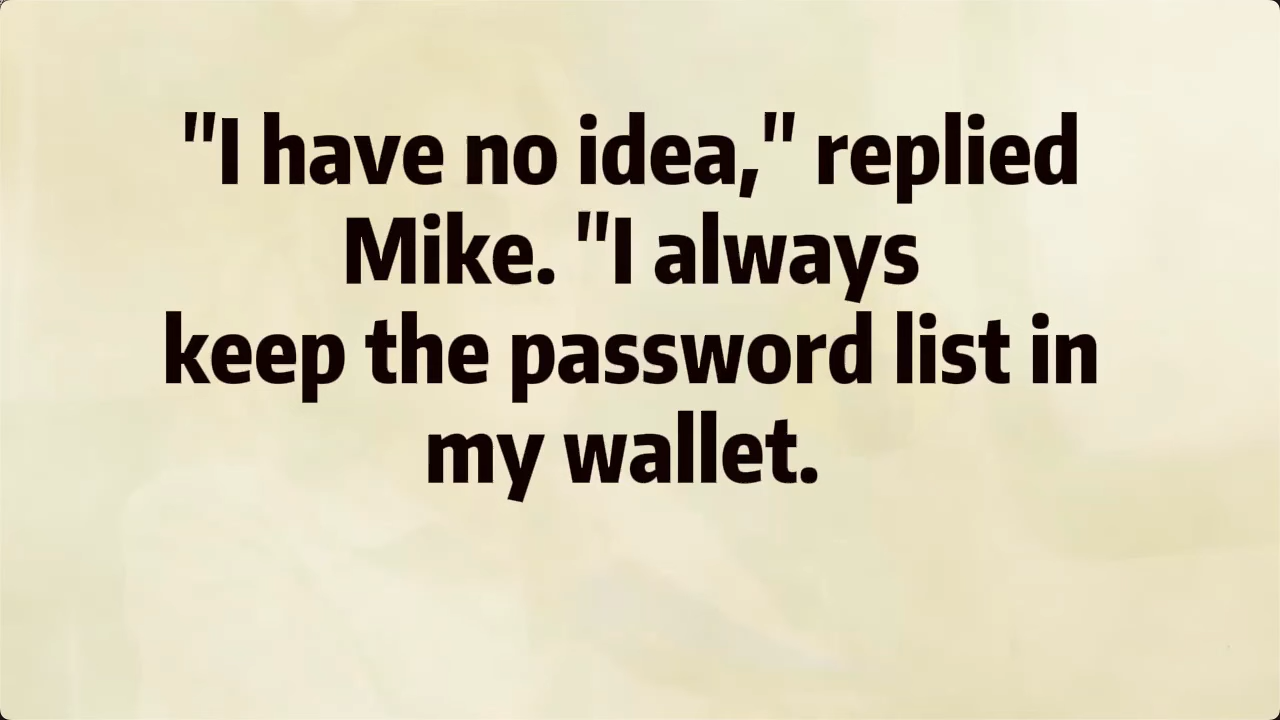 "I have no idea," replied
Mike. "I always
keep the password list in
my wallet.